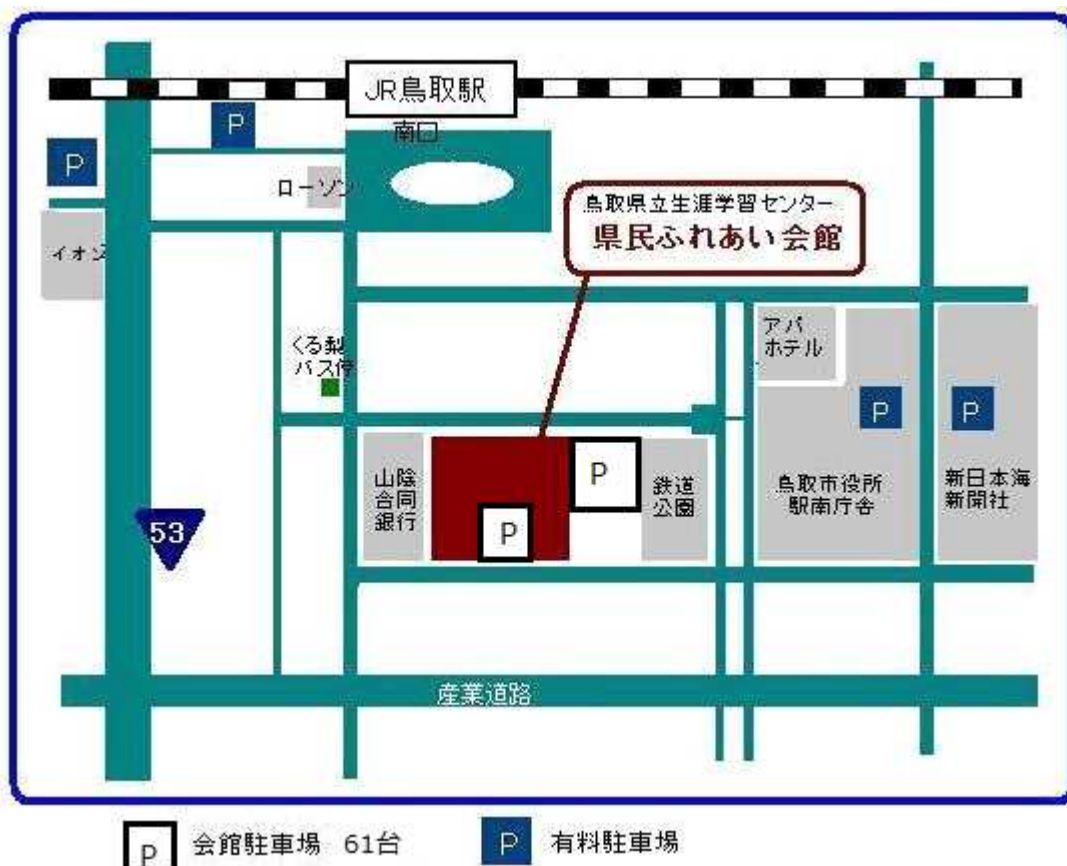 JR鳥取駅
南口
P
P
ローソン
鳥取県立生涯学習センター
県民ふれあい会館
イオン
くる梨
バス停
アパ
ホテル
P
P
山陰
合同
銀行
P
P
鉄道
公園
鳥取市役所
駅南庁舎
新日本海
新聞社
53
産業道路
P 会館駐車場 61台
P 有料駐車場